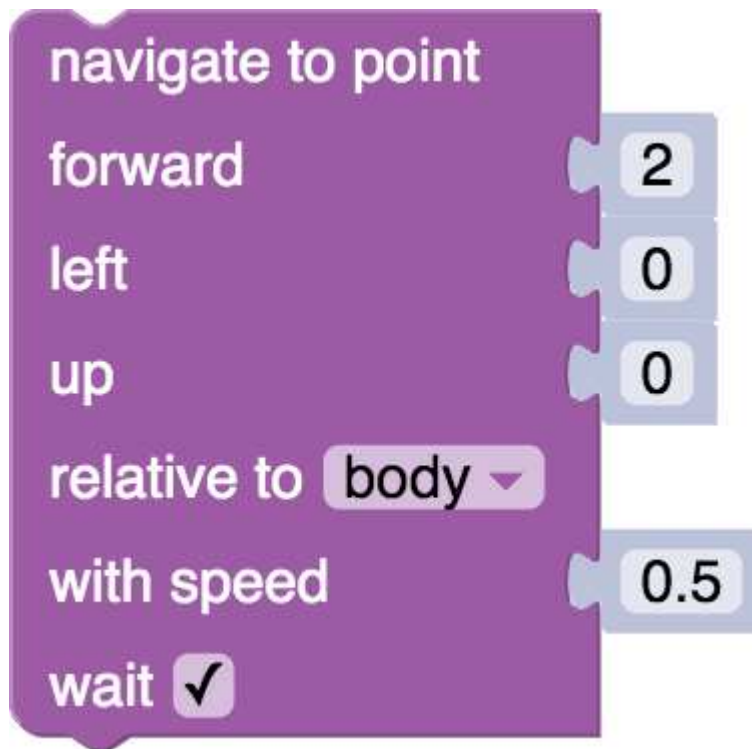 navigate to point
forward 2
left 0
up 0
relative to body
with speed 0.5
wait ✓